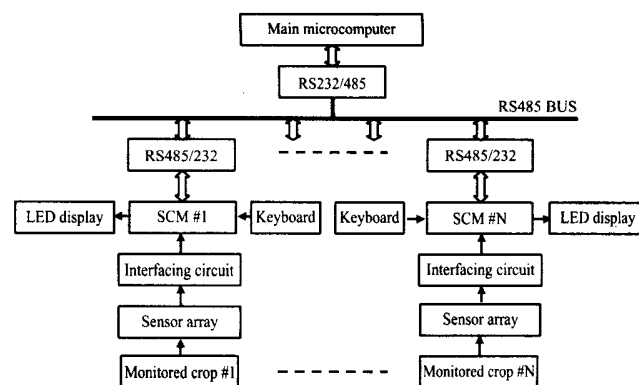 Main microcomputer
RS232/485
RS485 BUS
RS485/232
RS485/232
LED display
SCM #1
Keyboard
Keyboard
SCM #N
LED display
Interfacing circuit
Interfacing circuit
Sensor array
Sensor array
Monitored crop #1
Monitored crop #N